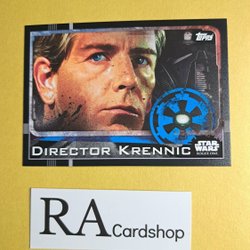 Topps
DIRECTOR KRENNIC
STAR WARS
ROGUE ONE
RA Cardshop